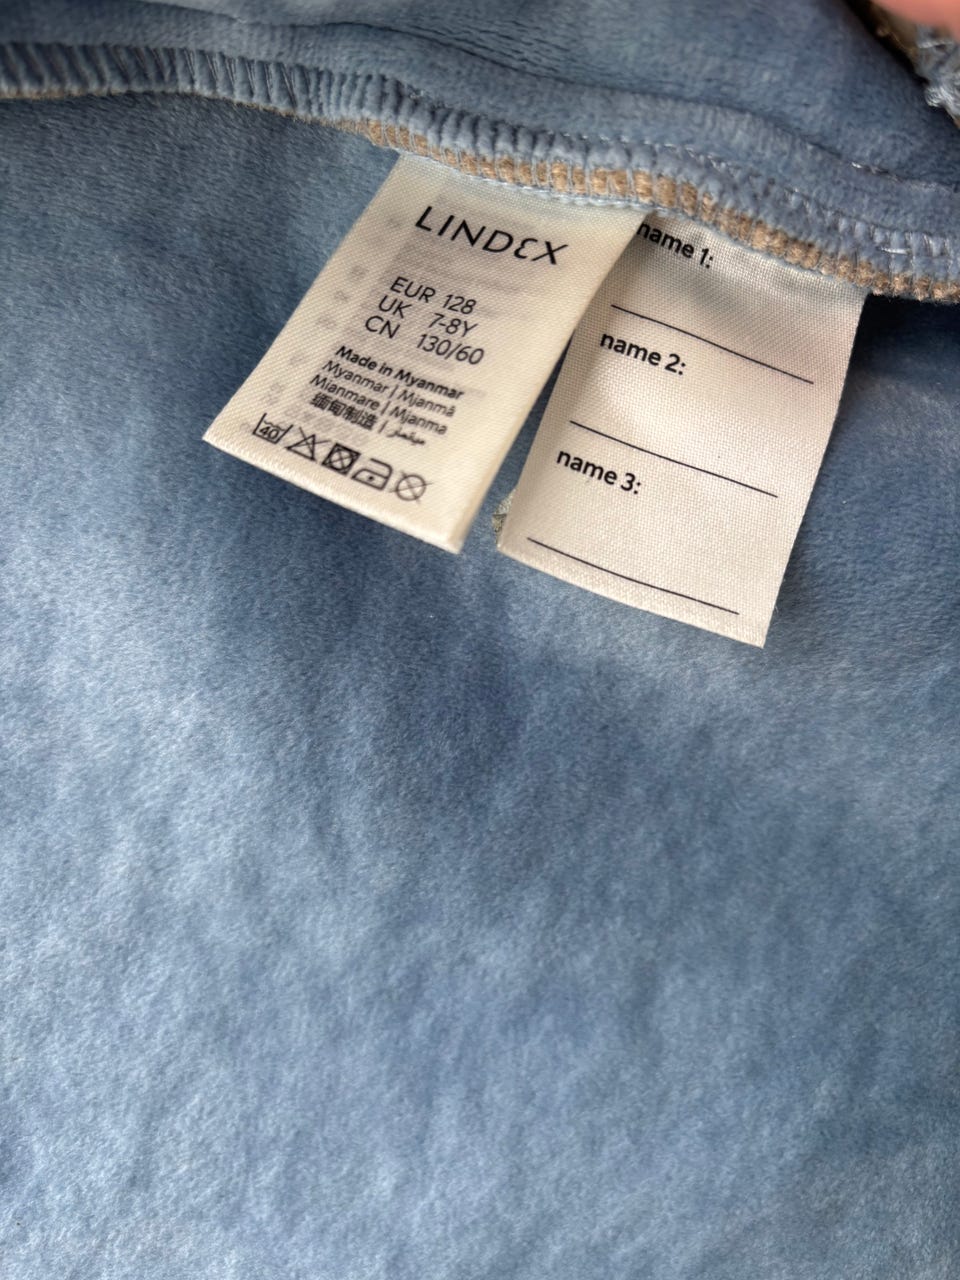 LINDEX
EUR 128
UK 7-8Y
CN 130/60
Made in Myanmar
Myanmar | Mjanmā
Mianmare | Mjanma
缅甸制造 | ميانمار
40
name 1:
name 2:
name 3: